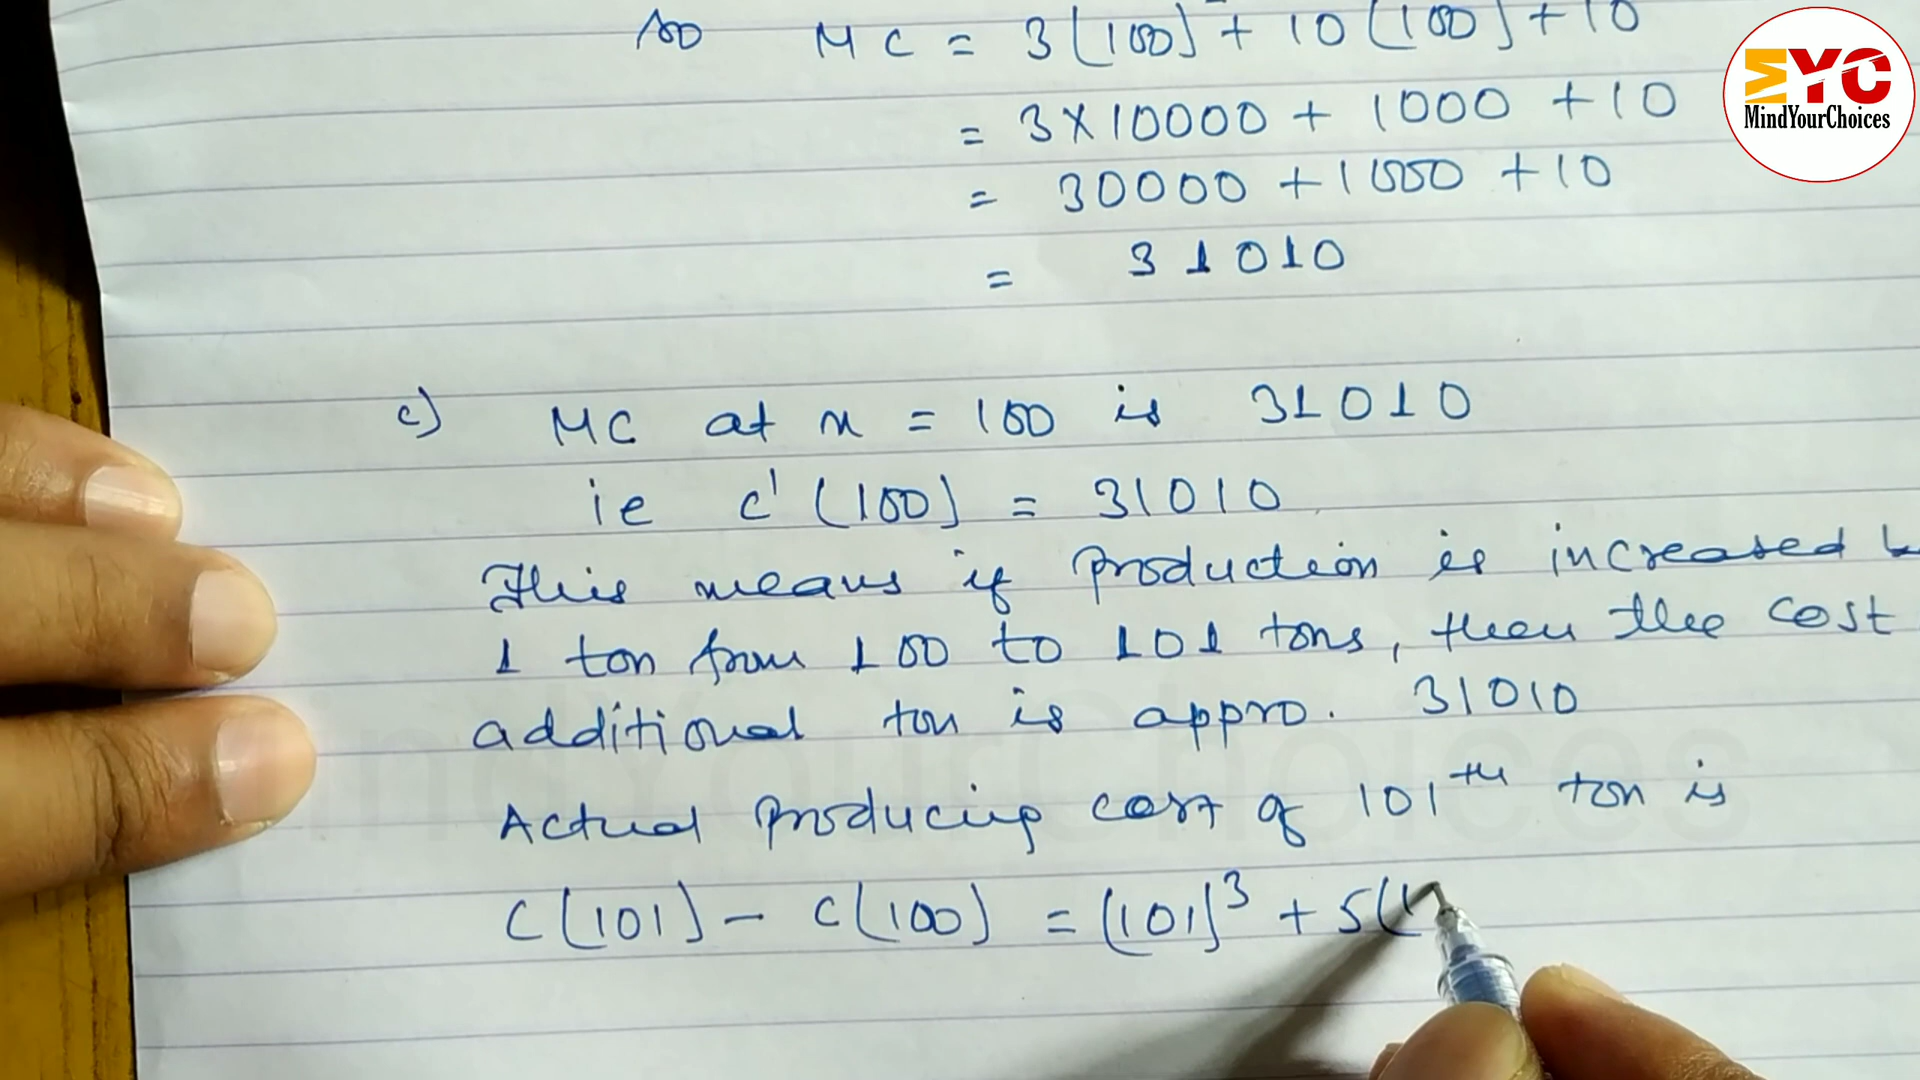 So MC = 3(100)² + 10(100) + 10
= 3×10000 + 1000 + 10
= 30000 + 1000 + 10
= 31010
c) MC at x = 100 is 31010
ie c'(100) = 31010
This means if production is increased
1 ton from 100 to 101 tons, then the cost
additional ton is appro. 31010
Actual producing cost of 101th ton is
C(101) - C(100) = (101)³ + 5(1
MYC
MindYourChoices
MindYourChoices